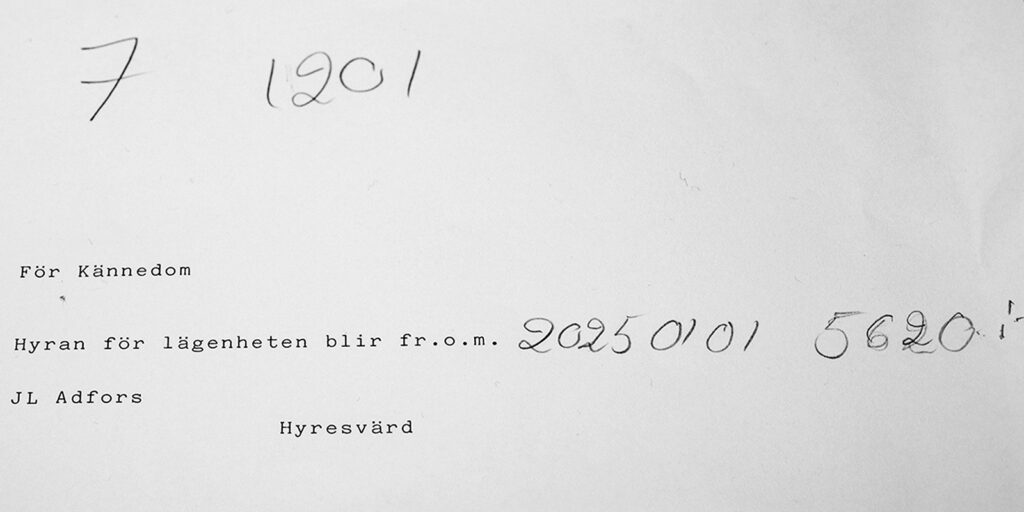 7 1201
För Kännedom
Hyran för lägenheten blir fr.o.m. 20250101 5620
JL Adfors
Hyresvärd